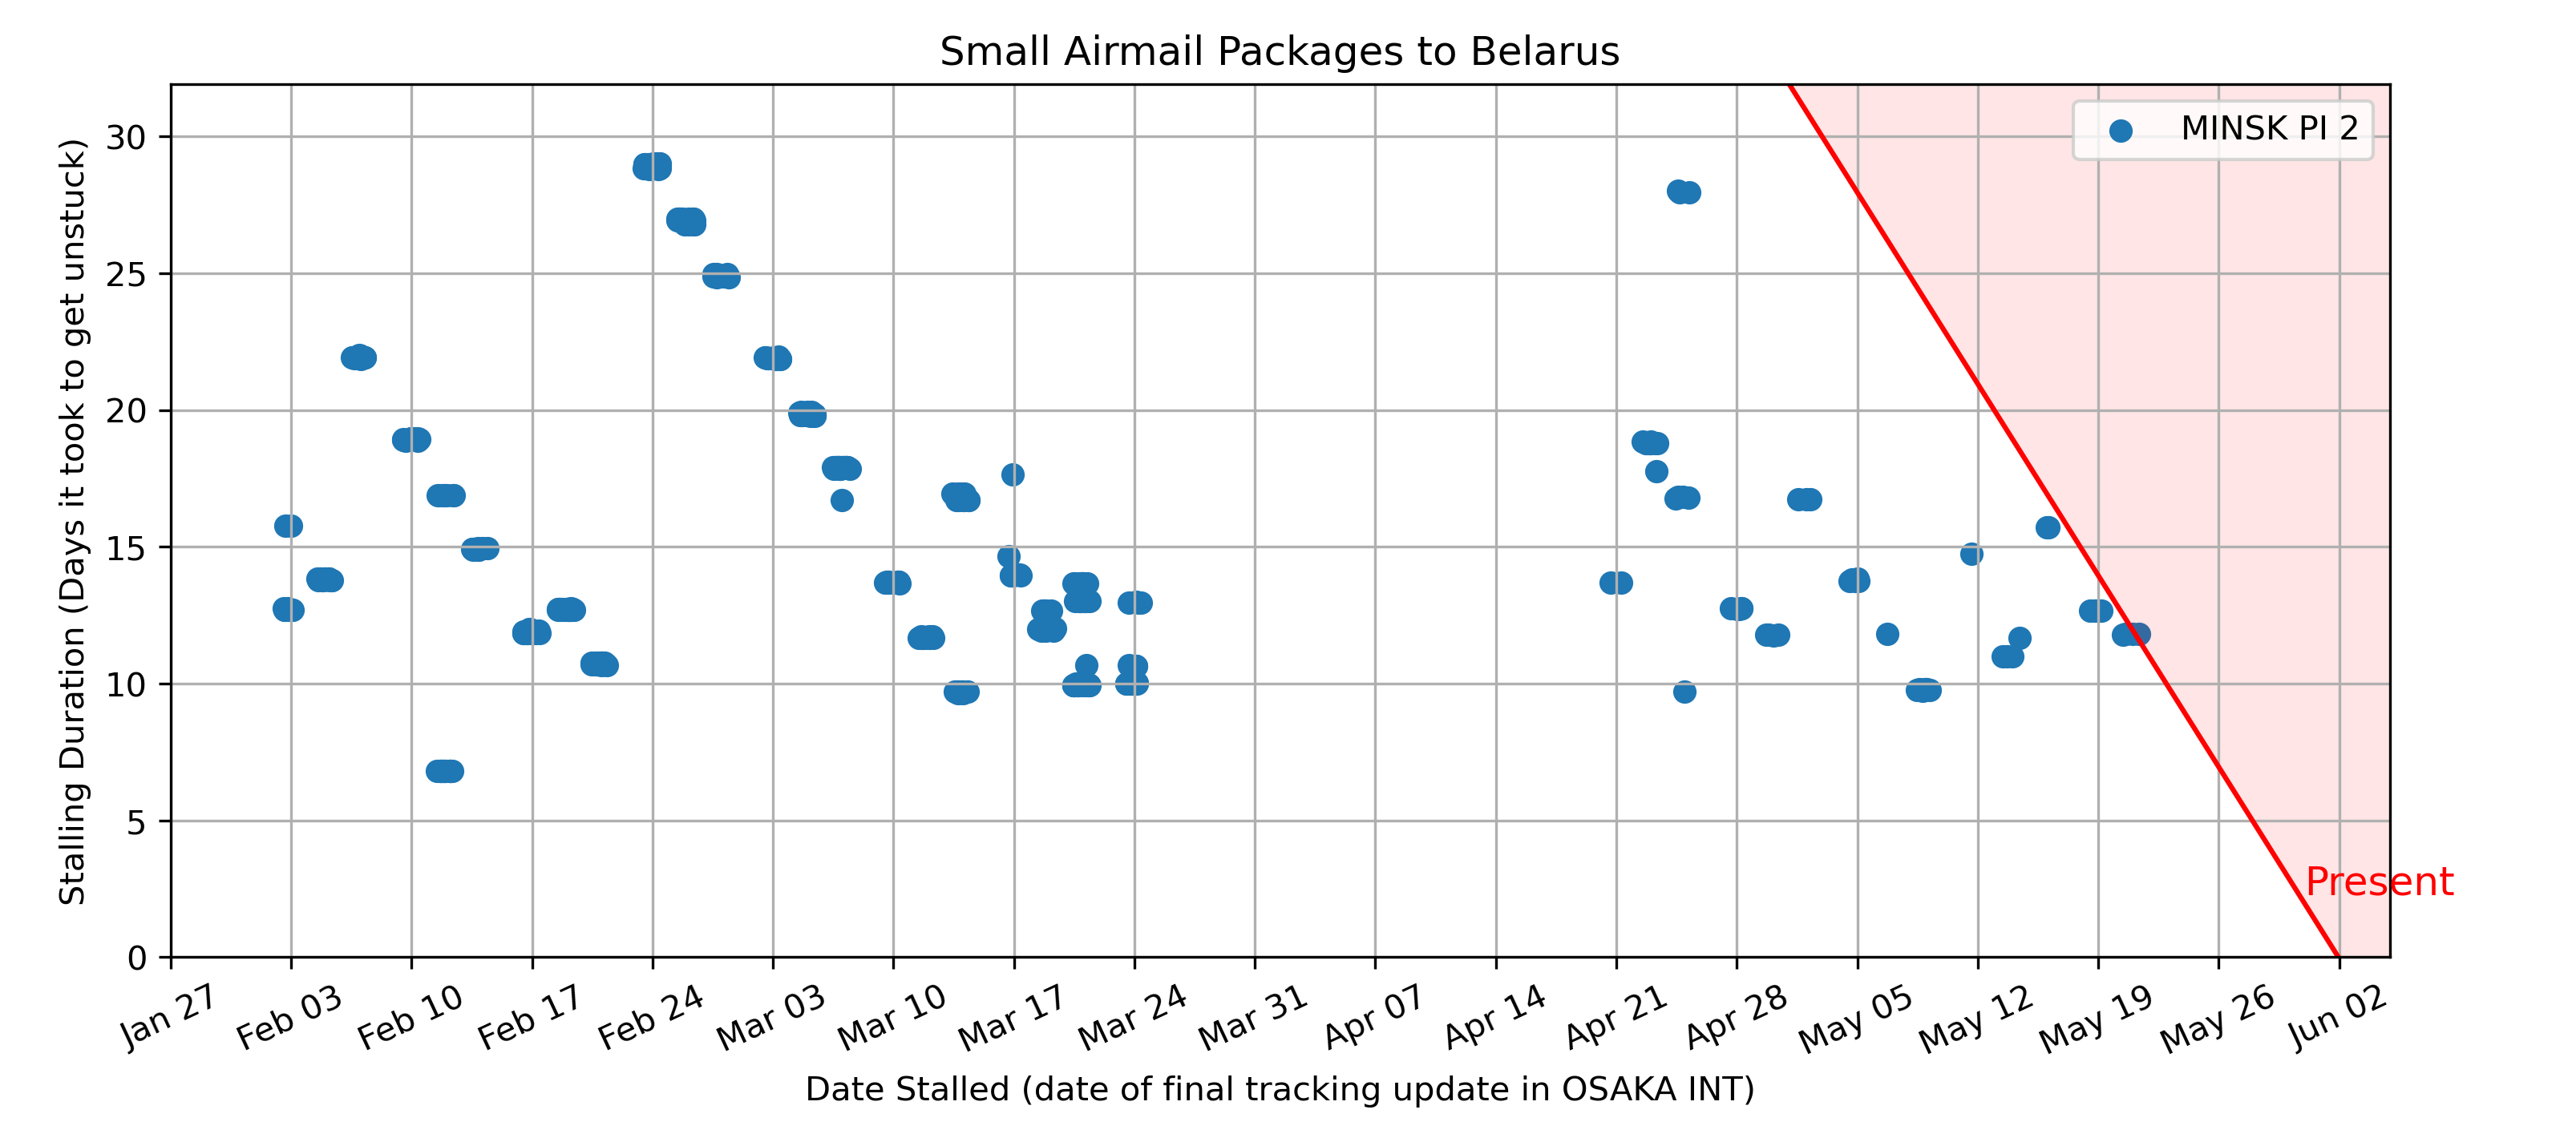 Small Airmail Packages to Belarus
MINSK PI 2
Stalling Duration (Days it took to get unstuck)
30
25
20
15
10
5
0
Present
Jan 27 Feb 03 Feb 10 Feb 17 Feb 24 Mar 03 Mar 10 Mar 17 Mar 24 Mar 31 Apr 07 Apr 14 Apr 21 Apr 28 May 05 May 12 May 19 May 26 Jun 02
Date Stalled (date of final tracking update in OSAKA INT)